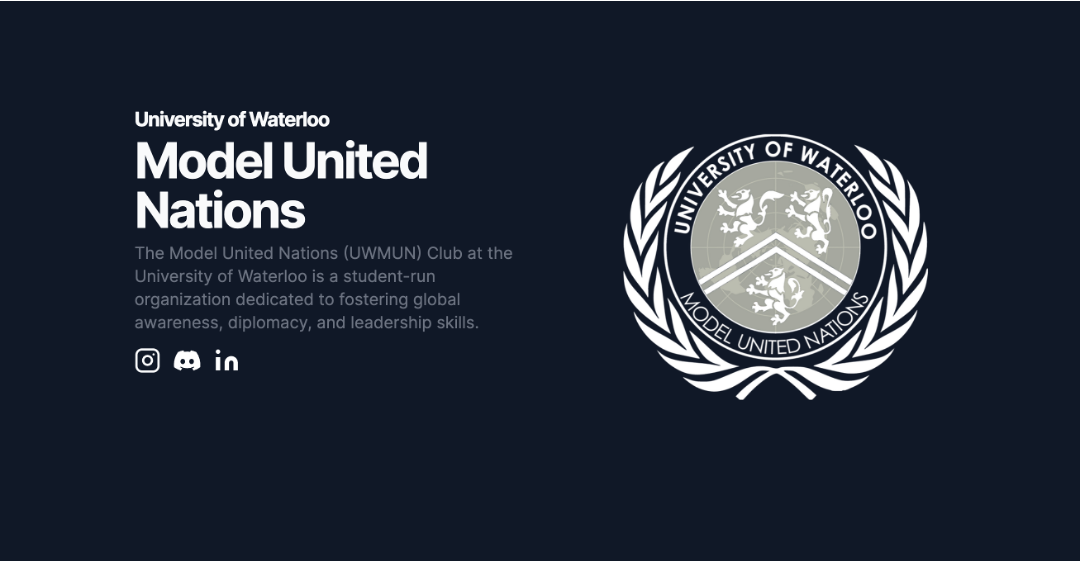 University of Waterloo
Model United
Nations
The Model United Nations (UWMUN) Club at the
University of Waterloo is a student-run
organization dedicated to fostering global
awareness, diplomacy, and leadership skills.
in
UNIVERSITY OF WATERLOO
MODEL UNITED NATIONS